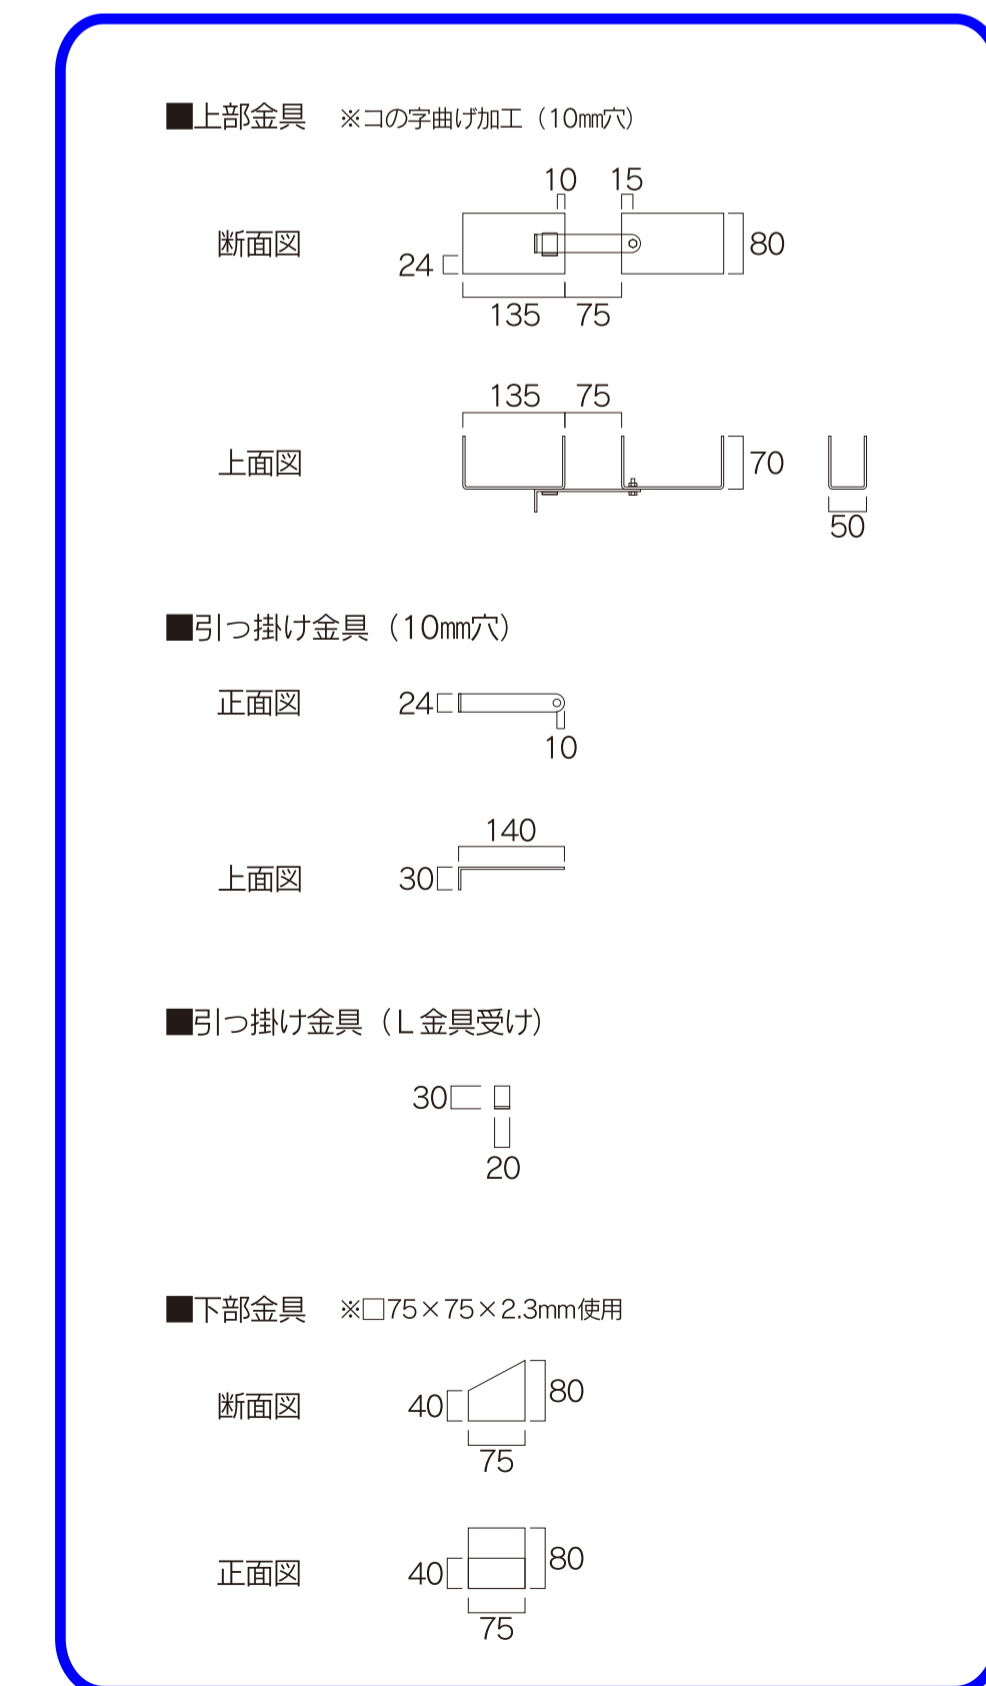 ■上部金具 ※コの字曲げ加工（10㎜穴）
10 15
断面図
24
80
135 75
135 75
上面図
70
50
■引っ掛け金具（10㎜穴）
正面図
24
10
140
上面図
30
■引っ掛け金具（L金具受け）
30
20
■下部金具 ※□75×75×2.3mm使用
断面図
40
80
75
正面図
40
80
75